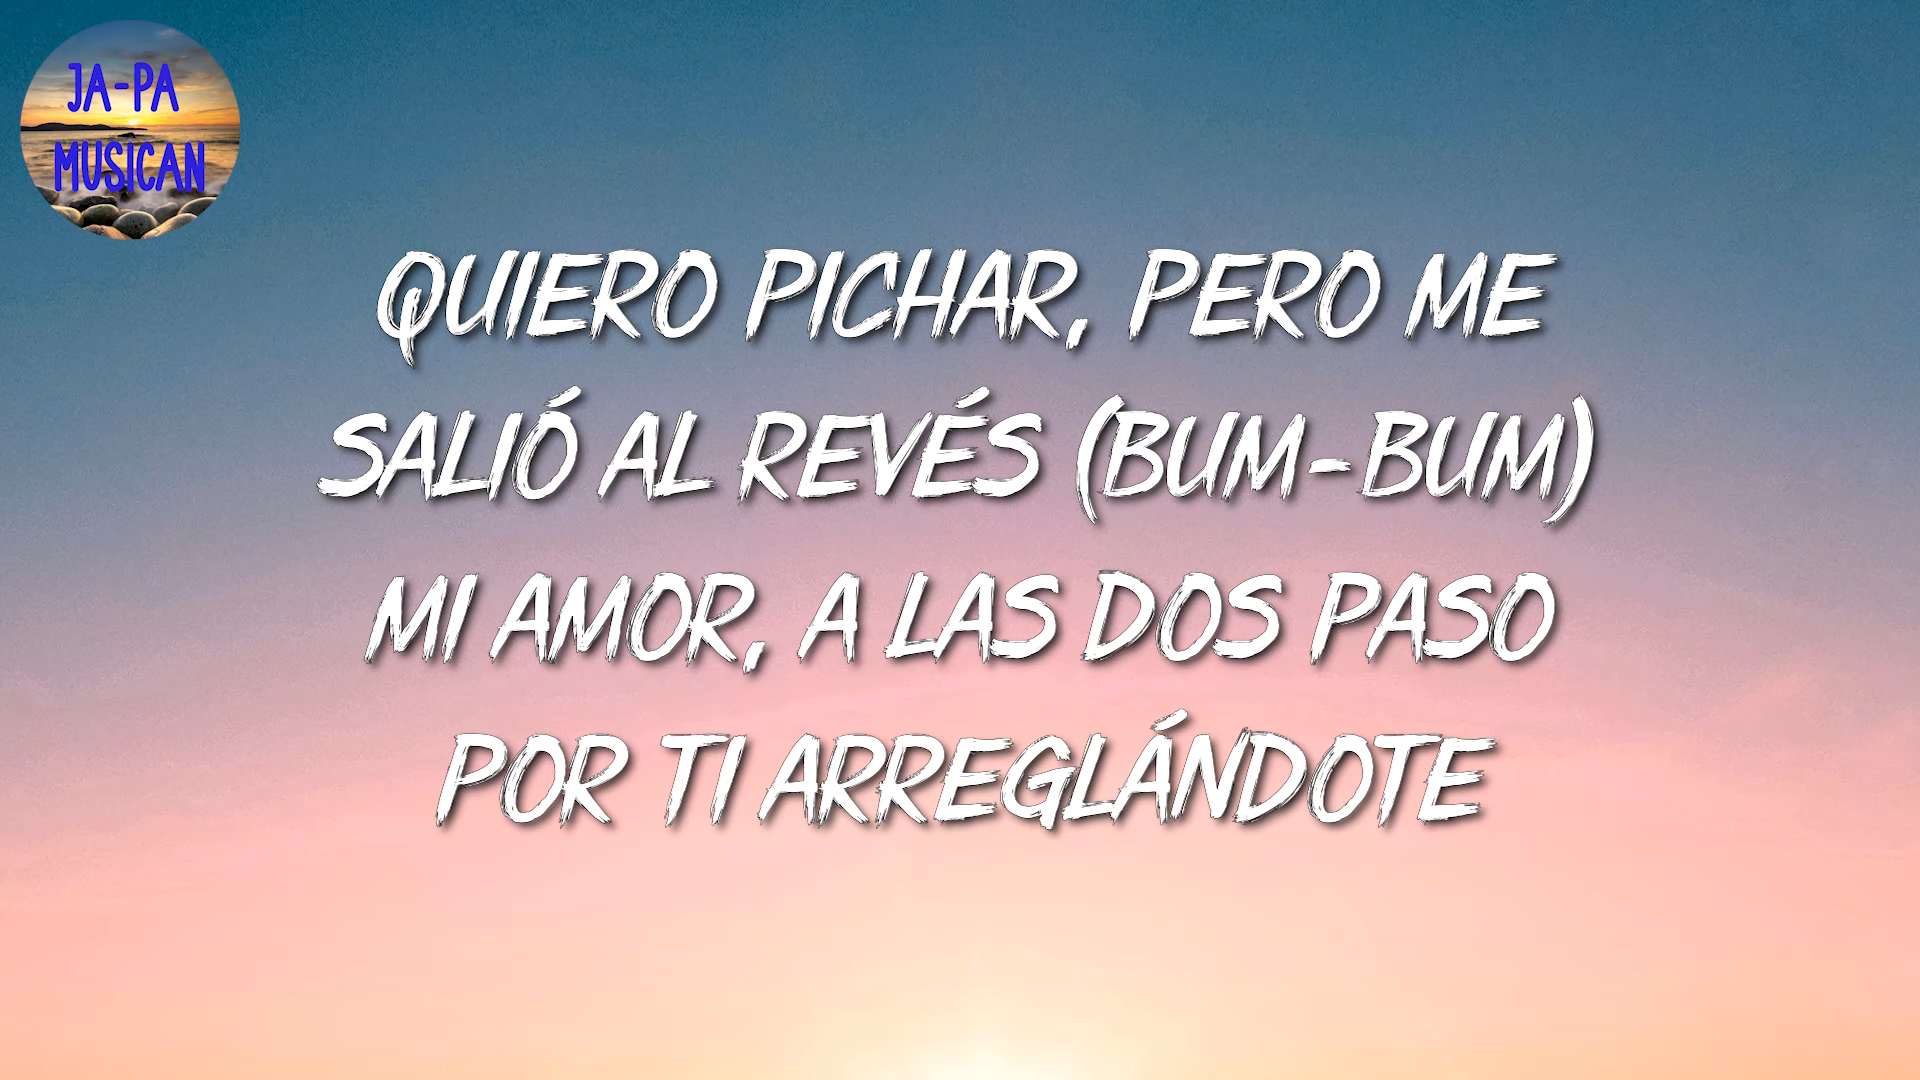 JA-PA
MUSICAN
QUIERO PICHAR, PERO ME
SALIÓ AL REVÉS (BUM-BUM)
MI AMOR, A LAS DOS PASO
POR TI ARREGLÁNDOTE